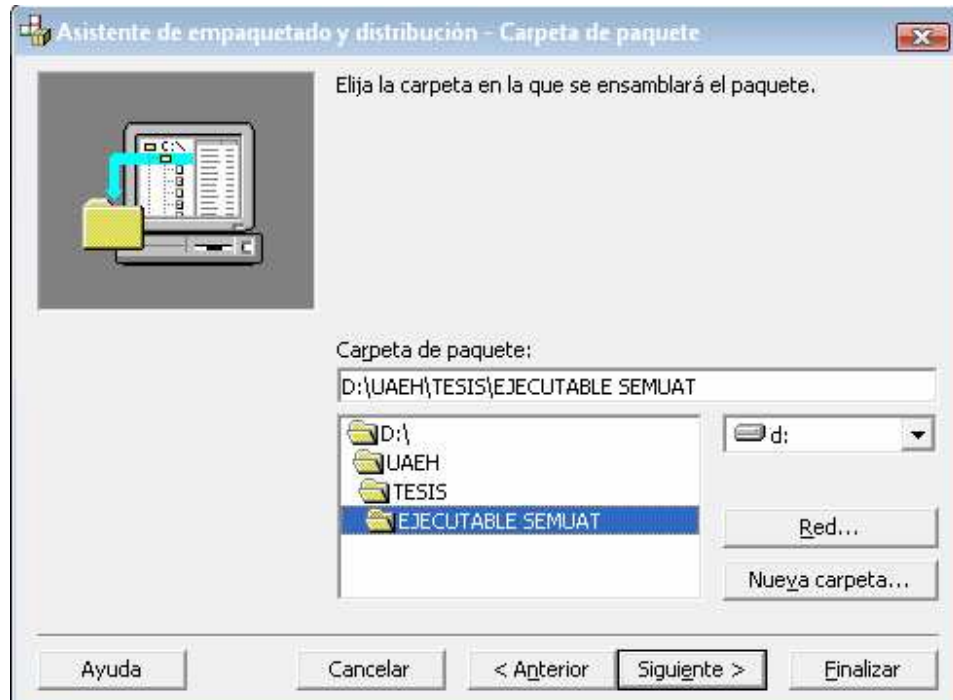 Asistente de empaquetado y distribución - Carpeta de paquete
Elija la carpeta en la que se ensamblará el paquete.
C:\
Carpeta de paquete:
D:\UAEH\TESIS\EJECUTABLE SEMUAT
D:\
d:
UAEH
TESIS
EJECUTABLE SEMUAT
Red...
Nueva carpeta...
Ayuda
Cancelar
< Anterior
Siguiente >
Finalizar